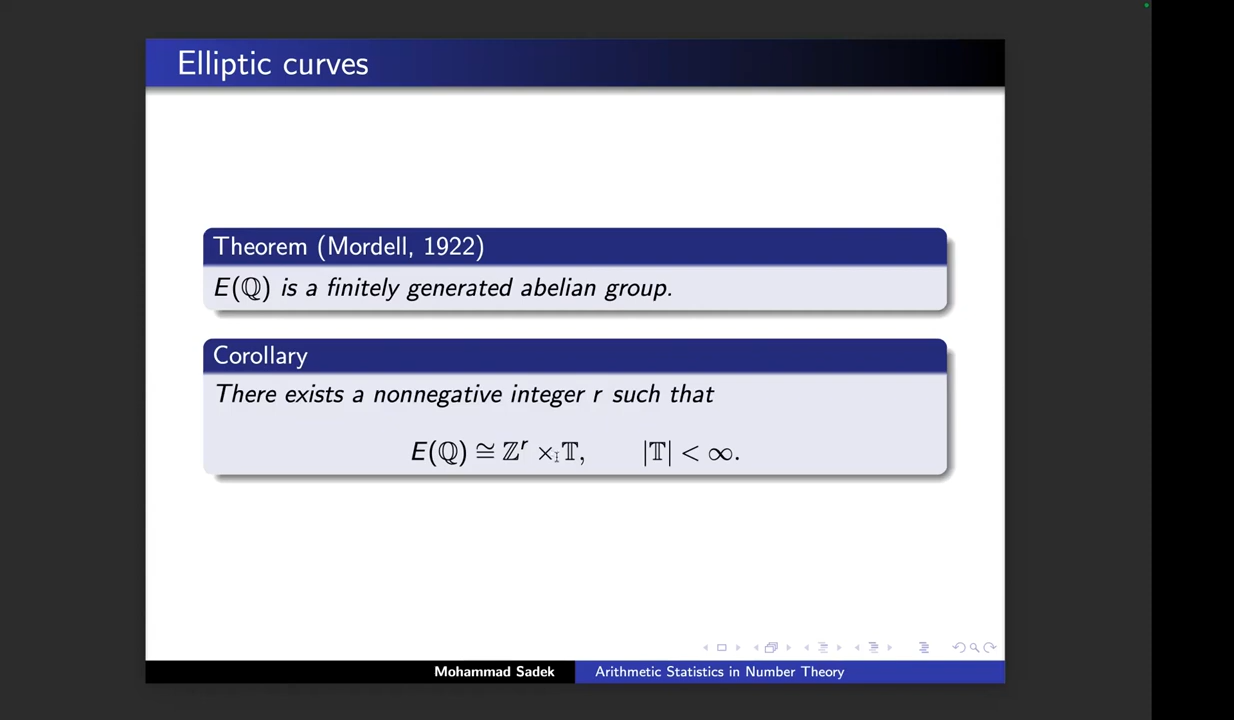 Elliptic curves
Theorem (Mordell, 1922)
E(ℚ) is a finitely generated abelian group.
Corollary
There exists a nonnegative integer r such that
E(ℚ) ≅ ℤʳ × 𝕋, |𝕋| < ∞.
Mohammad Sadek
Arithmetic Statistics in Number Theory